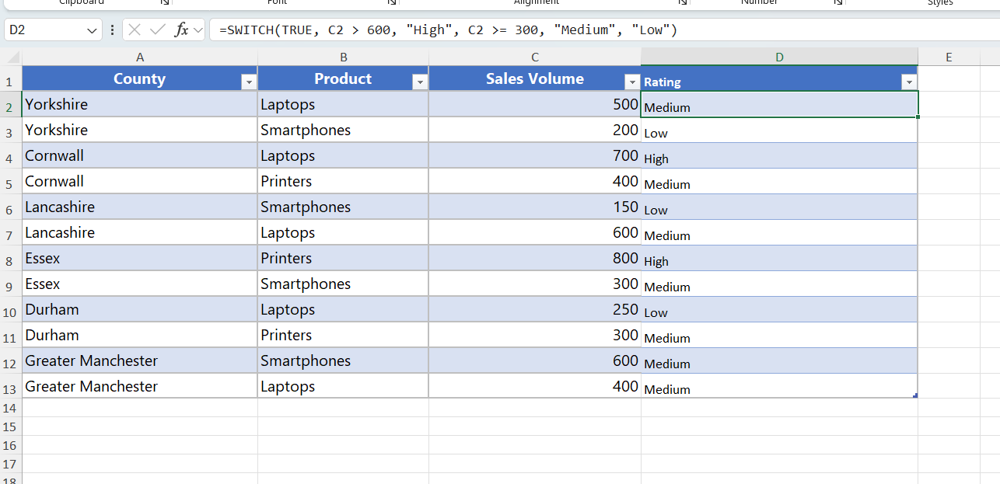 Clipboard Font Alignment Number Styles
D2 fx =SWITCH(TRUE, C2 > 600, "High", C2 >= 300, "Medium", "Low")
A B C D E
1 County Product Sales Volume Rating
2 Yorkshire Laptops 500 Medium
3 Yorkshire Smartphones 200 Low
4 Cornwall Laptops 700 High
5 Cornwall Printers 400 Medium
6 Lancashire Smartphones 150 Low
7 Lancashire Laptops 600 Medium
8 Essex Printers 800 High
9 Essex Smartphones 300 Medium
10 Durham Laptops 250 Low
11 Durham Printers 300 Medium
12 Greater Manchester Smartphones 600 Medium
13 Greater Manchester Laptops 400 Medium
14
15
16
17
18